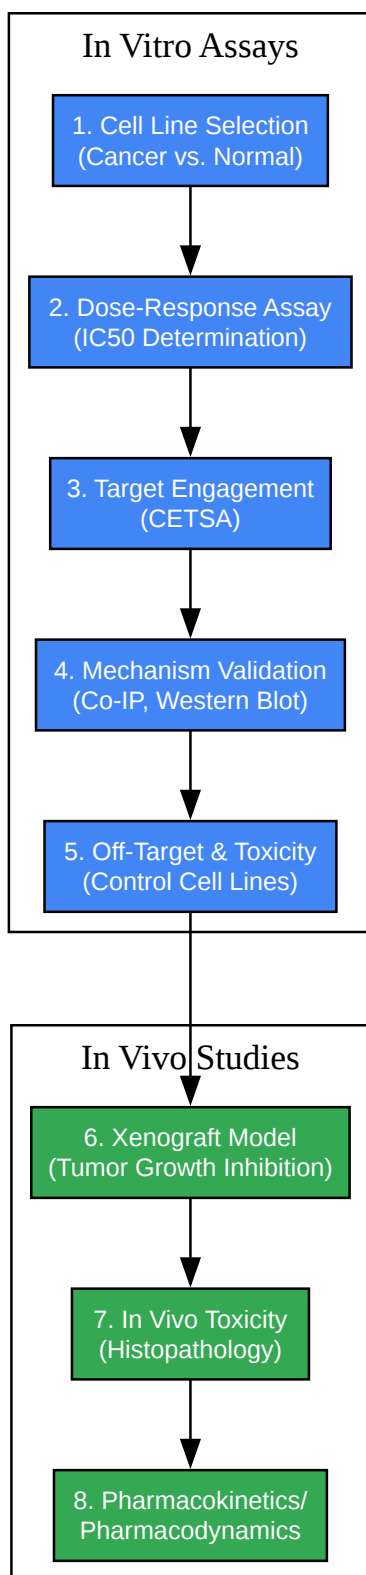 In Vitro Assays
1. Cell Line Selection
(Cancer vs. Normal)
2. Dose-Response Assay
(IC50 Determination)
3. Target Engagement
(CETSA)
4. Mechanism Validation
(Co-IP, Western Blot)
5. Off-Target & Toxicity
(Control Cell Lines)
In Vivo Studies
6. Xenograft Model
(Tumor Growth Inhibition)
7. In Vivo Toxicity
(Histopathology)
8. Pharmacokinetics/
Pharmacodynamics